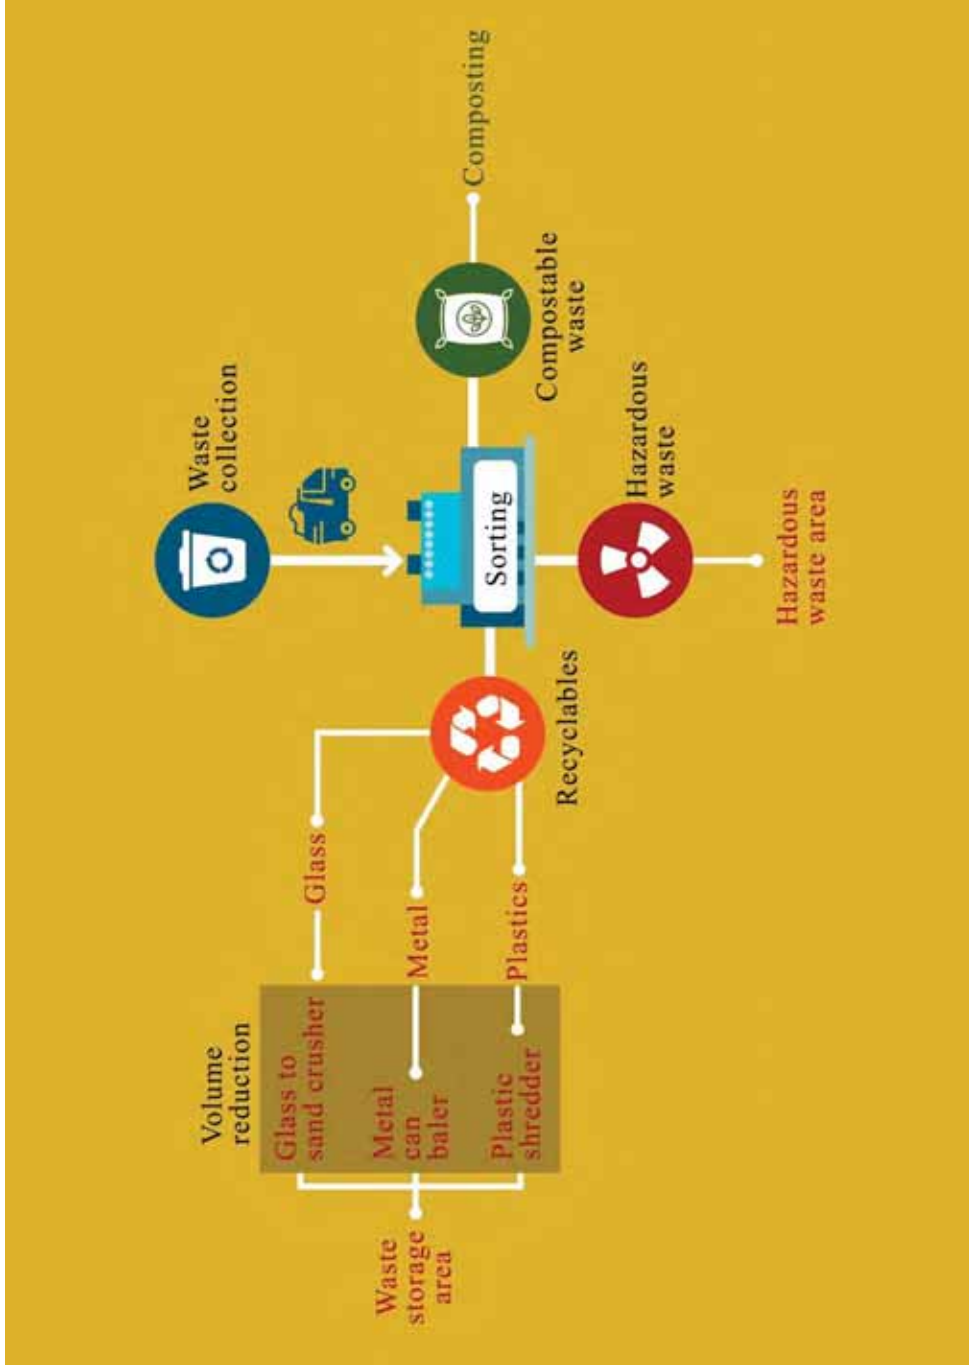 Waste
collection
Sorting
Volume
reduction
Glass to
sand crusher
Glass
Waste
storage
area
Metal
can
baler
Metal
Plastic
shredder
Plastics
Recyclables
Compostable
waste
Composting
Hazardous
waste
Hazardous
waste area